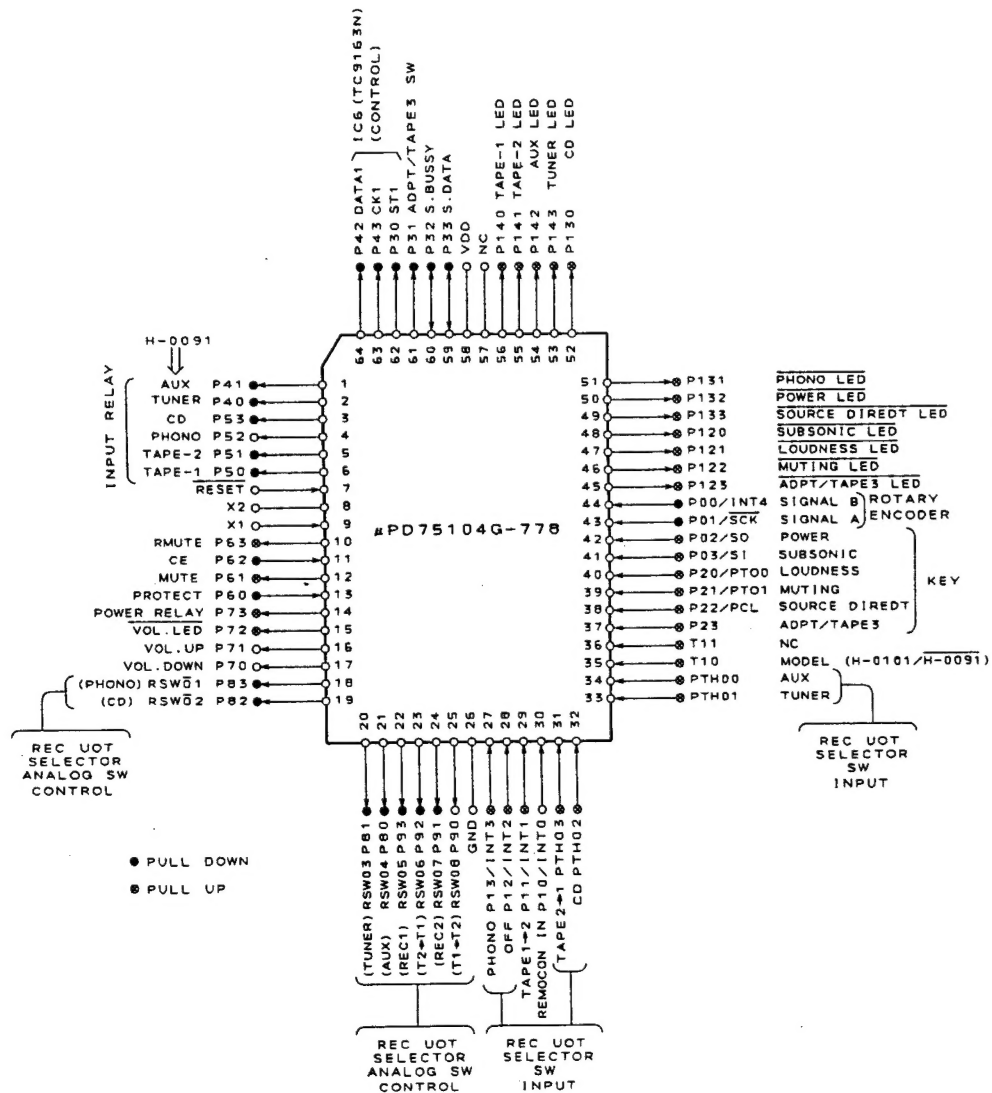 IC6 (TC9163N)
(CONTROL)
P42 DATA1
P43 CK1
P30 ST1
P31 ADPT/TAPE3 SW
P32 S.BUSSY
P33 S.DATA
VDD
NC
P140 TAPE-1 LED
P141 TAPE-2 LED
P142 AUX LED
P143 TUNER LED
P130 CD LED
64 63 62 61 60 59 58 57 56 55 54 53 52
H-0091
INPUT RELAY
AUX P41 1
TUNER P40 2
CD P53 3
PHONO P52 4
TAPE-2 P51 5
TAPE-1 P50 6
RESET 7
X2 8
X1 9
RMUTE P63 10
CE P62 11
MUTE P61 12
PROTECT P60 13
POWER RELAY P73 14
VOL.LED P72 15
VOL.UP P71 16
VOL.DOWN P70 17
(PHONO) RSW01 P83 18
(CD) RSW02 P82 19
REC UOT
SELECTOR
ANALOG SW
CONTROL
μPD75104G-778
51 P131 PHONO LED
50 P132 POWER LED
49 P133 SOURCE DIREDT LED
48 P120 SUBSONIC LED
47 P121 LOUDNESS LED
46 P122 MUTING LED
45 P123 ADPT/TAPE3 LED
44 P00/INT4 SIGNAL B
43 P01/SCK SIGNAL A
ROTARY
ENCODER
42 P02/SO POWER
41 P03/SI SUBSONIC
40 P20/PTO0 LOUDNESS
39 P21/PTO1 MUTING
38 P22/PCL SOURCE DIREDT
37 P23 ADPT/TAPE3
KEY
36 T11 NC
35 T10 MODEL (H-0101/H-0091)
34 PTH00 AUX
33 PTH01 TUNER
REC UOT
SELECTOR
SW
INPUT
20 21 22 23 24 25 26 27 28 29 30 31 32
(TUNER) RSW03 P81
(AUX) RSW04 P80
(REC1) RSW05 P93
(T2→T1) RSW06 P92
(REC2) RSW07 P91
(T1→T2) RSW08 P90
GND
PHONO P13/INT3
OFF P12/INT2
TAPE1→2 P11/INT1
REMOCON IN P10/INT0
TAPE2→1 PTH03
CD PTH02
REC UOT
SELECTOR
ANALOG SW
CONTROL
REC UOT
SELECTOR
SW
INPUT
PULL DOWN
PULL UP